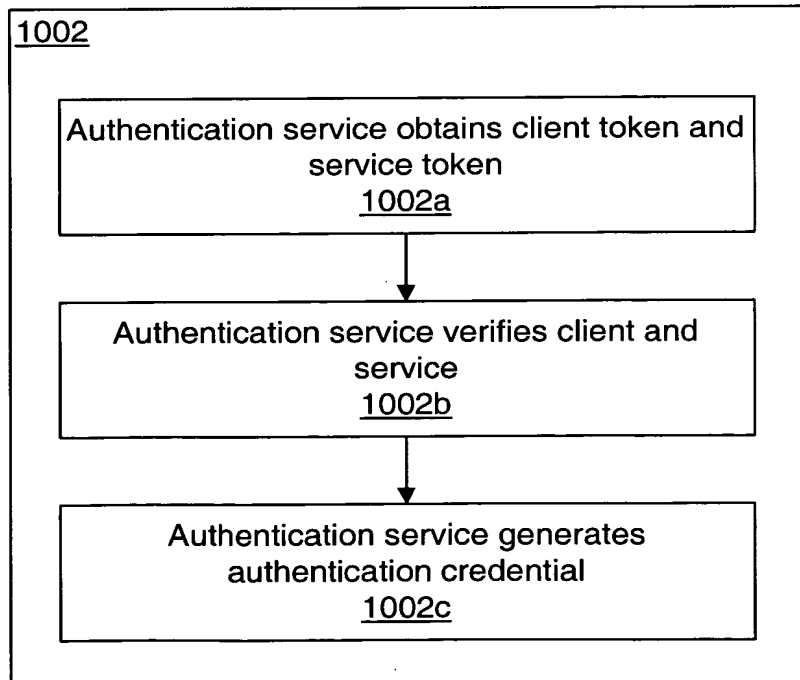 1002
Authentication service obtains client token and
service token
1002a
Authentication service verifies client and
service
1002b
Authentication service generates
authentication credential
1002c